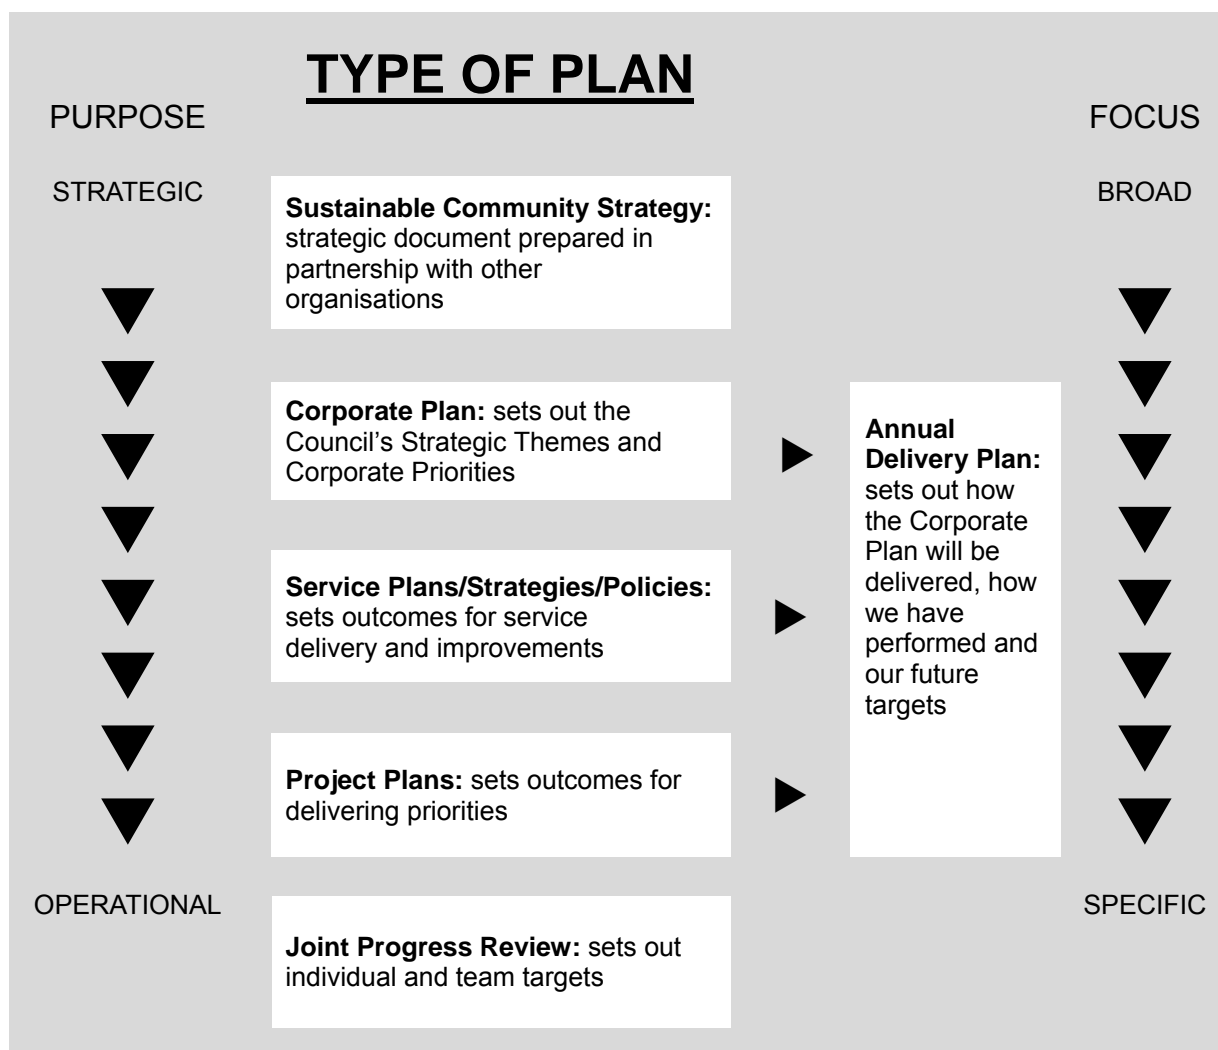 TYPE OF PLAN
PURPOSE
FOCUS
STRATEGIC
BROAD
Sustainable Community Strategy:
strategic document prepared in
partnership with other
organisations
Corporate Plan: sets out the
Council’s Strategic Themes and
Corporate Priorities
Service Plans/Strategies/Policies:
sets outcomes for service
delivery and improvements
Project Plans: sets outcomes for
delivering priorities
Annual
Delivery Plan:
sets out how
the Corporate
Plan will be
delivered, how
we have
performed and
our future
targets
OPERATIONAL
SPECIFIC
Joint Progress Review: sets out
individual and team targets